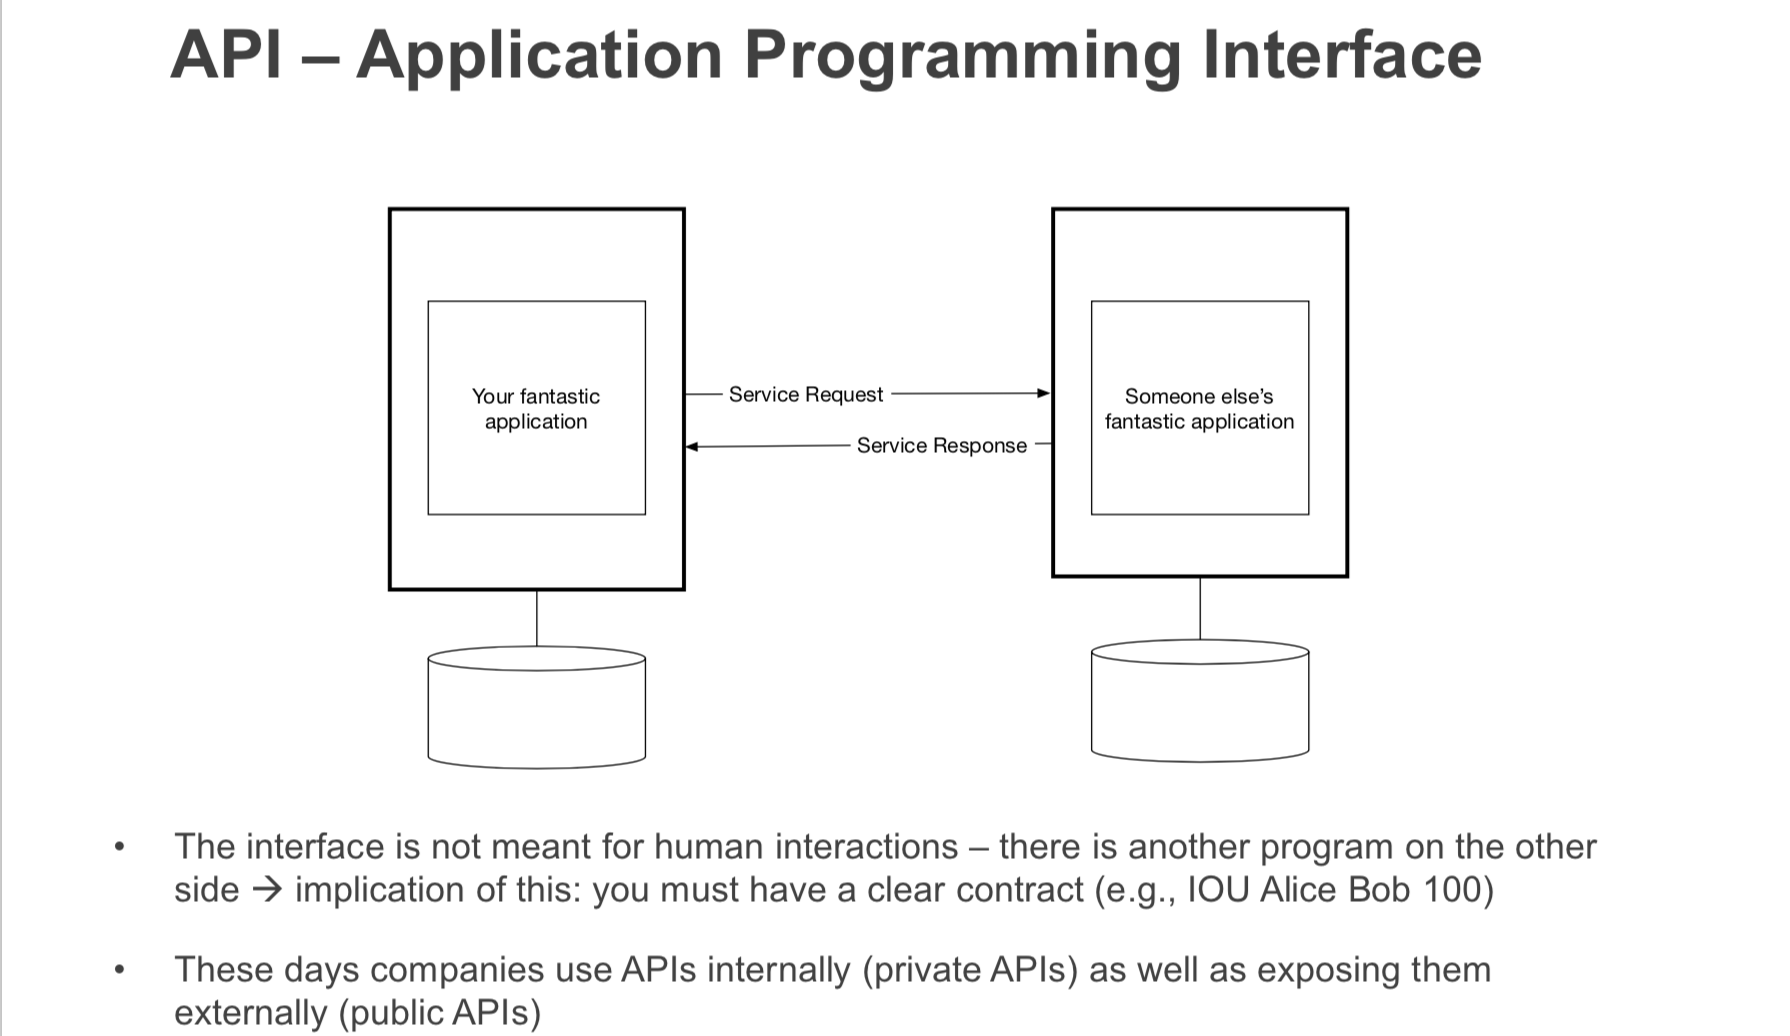 API – Application Programming Interface
Your fantastic
application
Service Request
Service Response
Someone else’s
fantastic application
• The interface is not meant for human interactions – there is another program on the other
side → implication of this: you must have a clear contract (e.g., IOU Alice Bob 100)
• These days companies use APIs internally (private APIs) as well as exposing them
externally (public APIs)